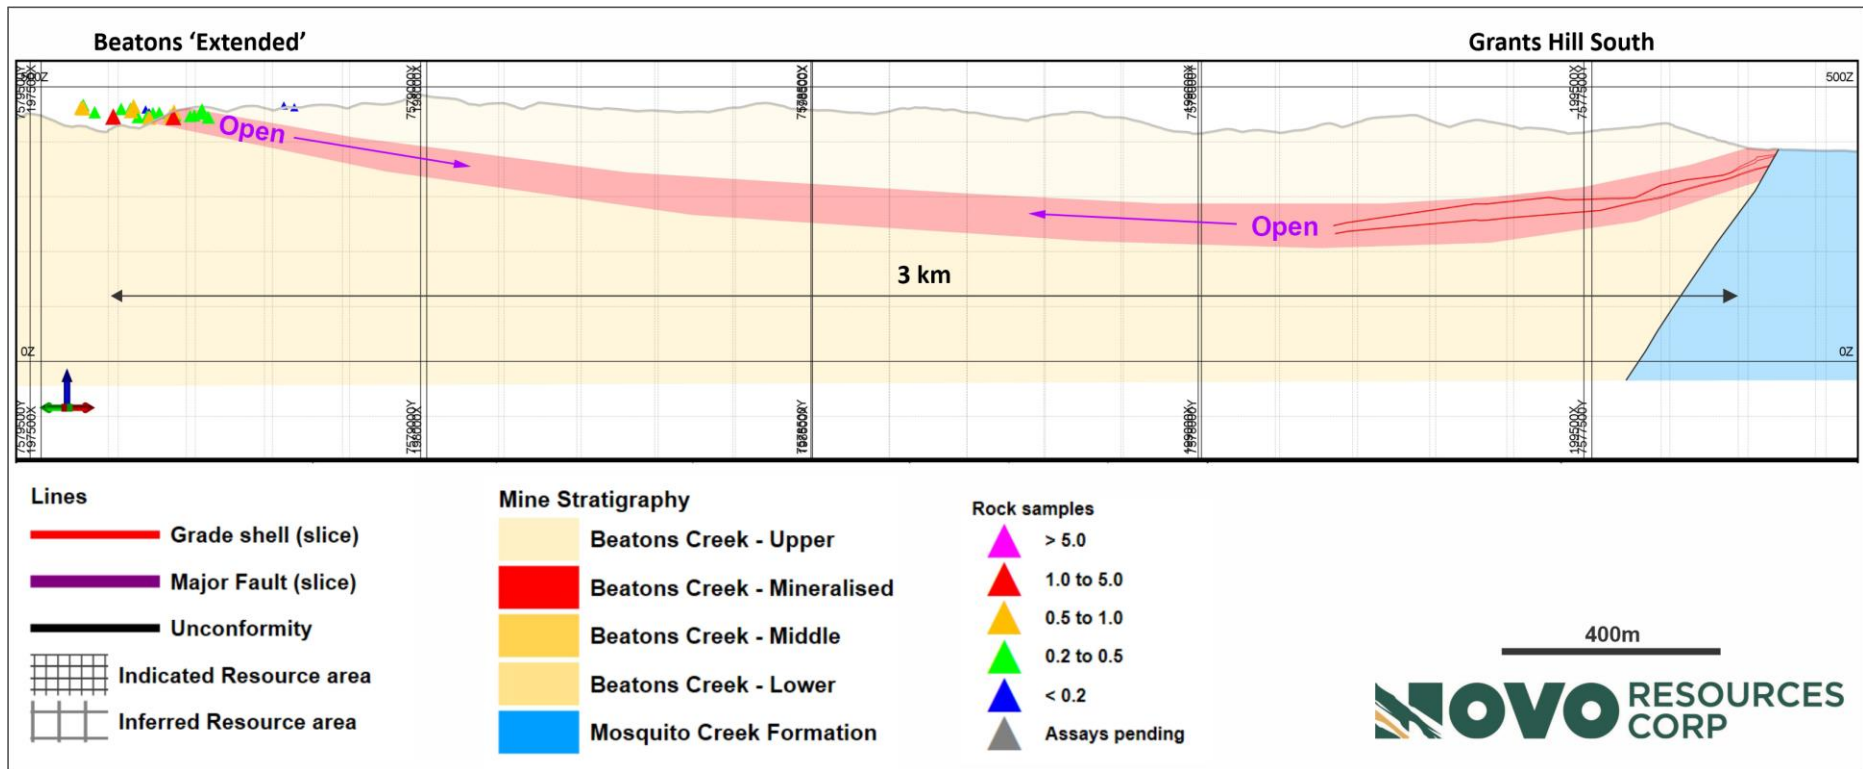 Beatons ‘Extended’
Grants Hill South
500Z
500Z
Open
Open
3 km
0Z
0Z
Lines
Grade shell (slice)
Major Fault (slice)
Unconformity
Indicated Resource area
Inferred Resource area
Mine Stratigraphy
Beatons Creek - Upper
Beatons Creek - Mineralised
Beatons Creek - Middle
Beatons Creek - Lower
Mosquito Creek Formation
Rock samples
> 5.0
1.0 to 5.0
0.5 to 1.0
0.2 to 0.5
< 0.2
Assays pending
400m
NOVO RESOURCES
CORP